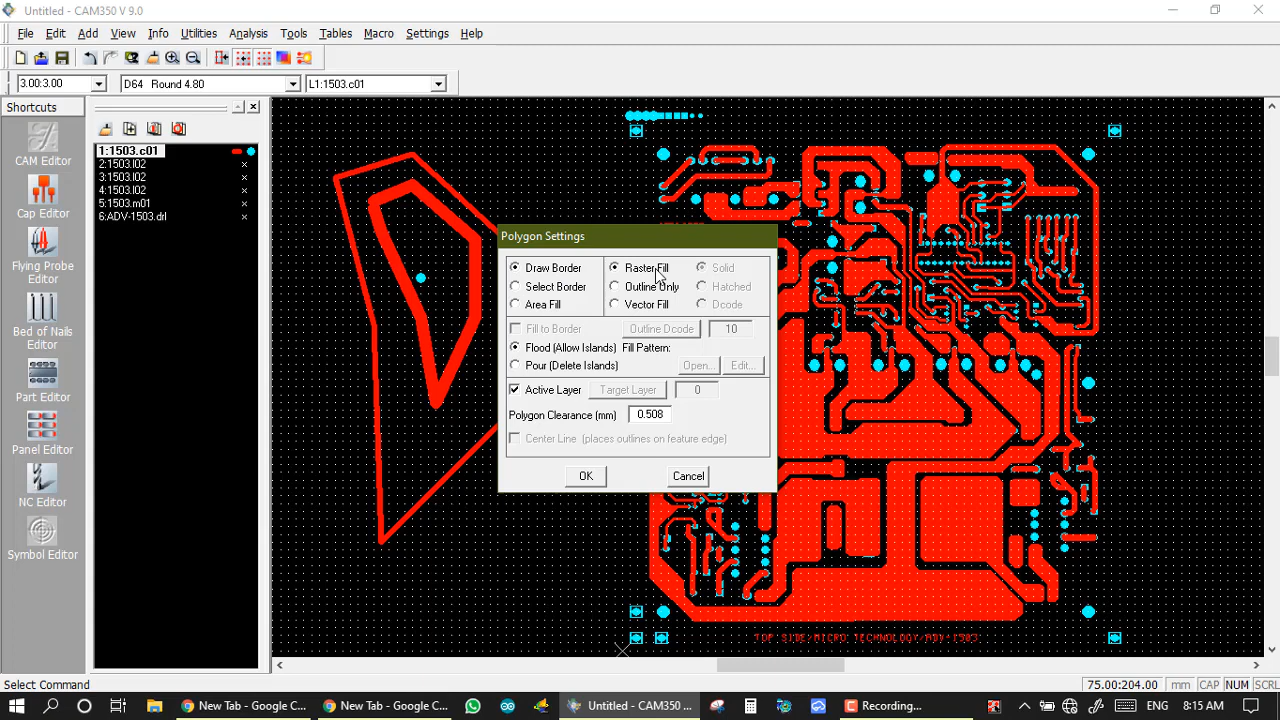 Untitled - CAM350 V 9.0
File Edit Add View Info Utilities Analysis Tools Tables Macro Settings Help
3.00:3.00 D64 Round 4.80 L1:1503.c01
Shortcuts
CAM Editor
Cap Editor
Flying Probe
Editor
Bed of Nails
Editor
Part Editor
Panel Editor
NC Editor
Symbol Editor
1:1503.c01
2:1503.l02
3:1503.l02
4:1503.l02
5:1503.m01
6:ADV-1503.drl
Polygon Settings
Draw Border Raster Fill Solid
Select Border Outline Only Hatched
Area Fill Vector Fill Dcode
Fill to Border Outline Dcode 10
Flood (Allow Islands) Fill Pattern:
Pour (Delete Islands) Open... Edit...
Active Layer Target Layer 0
Polygon Clearance (mm) 0.508
Center Line (places outlines on feature edge)
OK Cancel
TOP SIDE/MICRO TECHNOLOGY/ADV-1503
Select Command 75.00:204.00 mm CAP NUM SCRL
New Tab - Google C... New Tab - Google C... Untitled - CAM350 ... Recording... ENG 8:15 AM